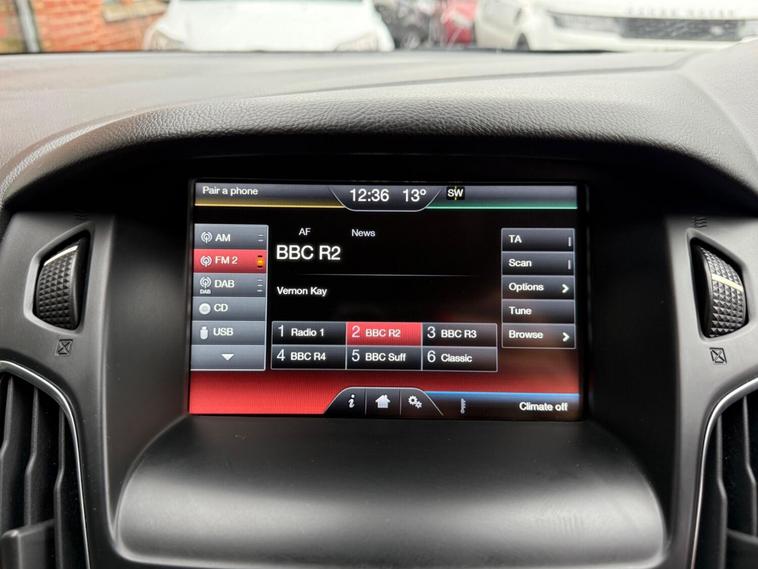 Pair a phone
12:36 13° SW
AF News
BBC R2
Vernon Kay
AM
FM 2
DAB
DAB
CD
USB
TA
Scan
Options
Tune
Browse
1 Radio 1
2 BBC R2
3 BBC R3
4 BBC R4
5 BBC Suff
6 Classic
i
Climate off